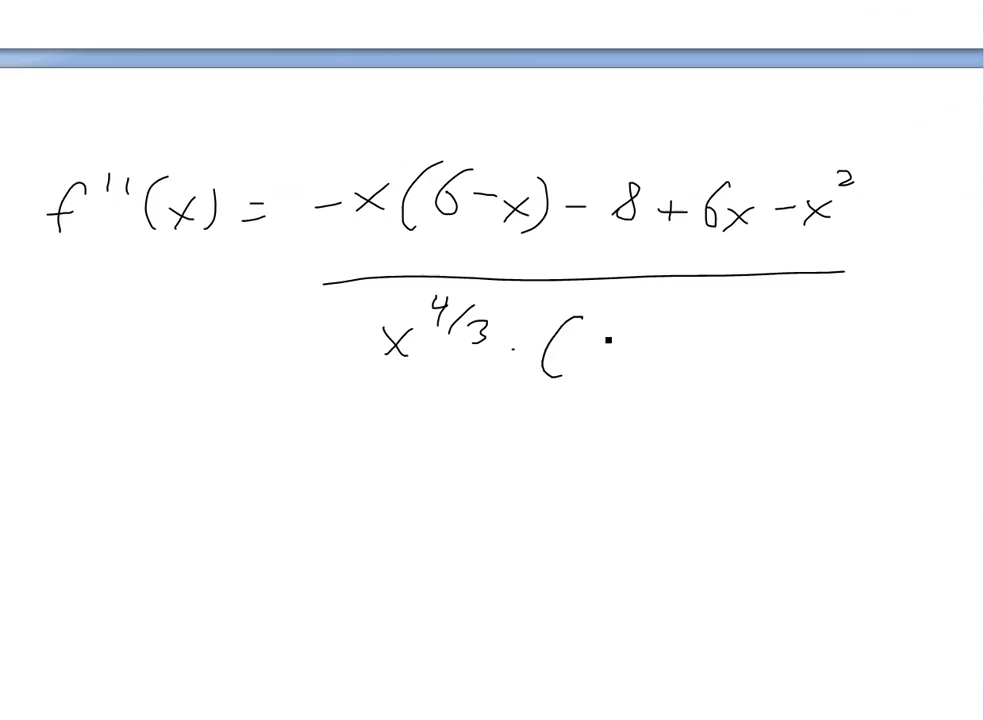 f''(x) = -x(6-x) - 8 + 6x - x²
x^{4/3} · (